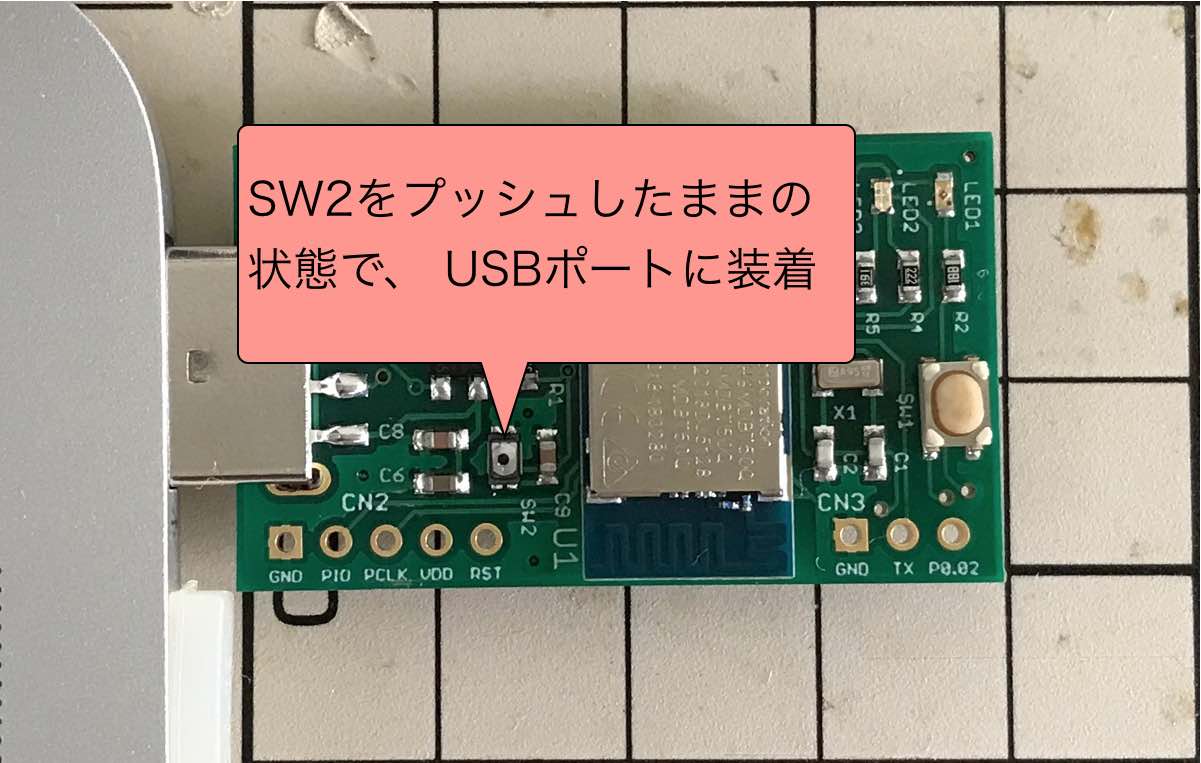 SW2をプッシュしたままの
状態で、 USBポートに装着
LED2
LED1
R5
R4
R2
222
R1
X1
SW1
C8
C6
C2
C1
CN2
SW2
C9
U1
CN3
GND
PIO
PCLK
VDD
RST
GND
TX
P0.02